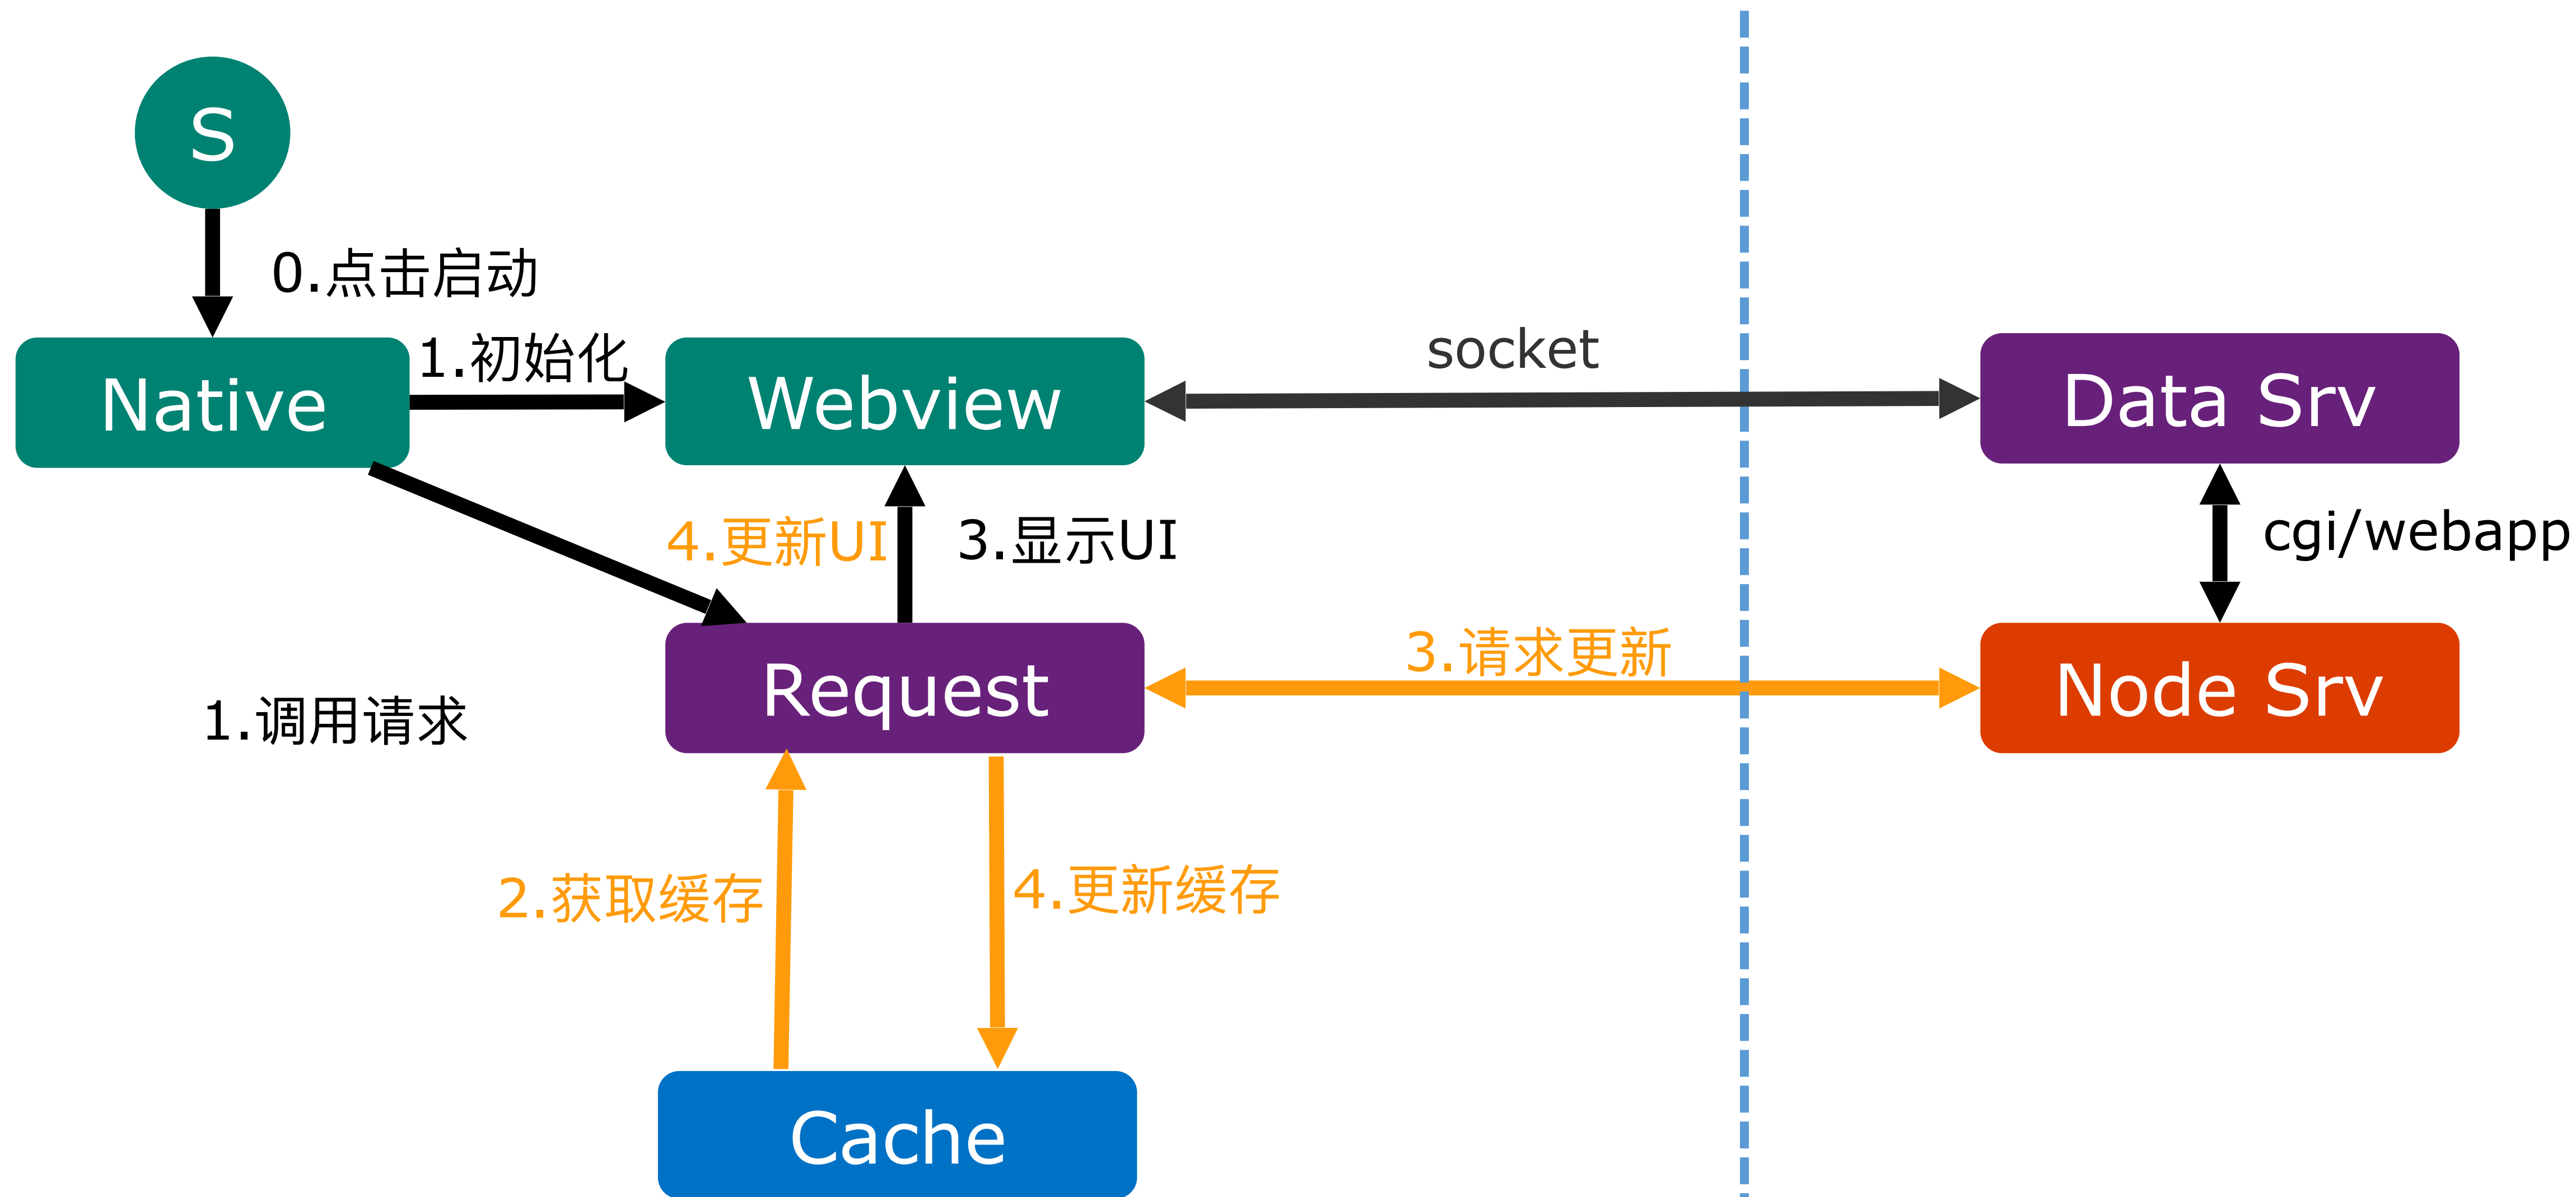 S
0.点击启动
1.初始化
Native
Webview
socket
Data Srv
4.更新UI
3.显示UI
cgi/webapp
1.调用请求
Request
3.请求更新
Node Srv
2.获取缓存
4.更新缓存
Cache